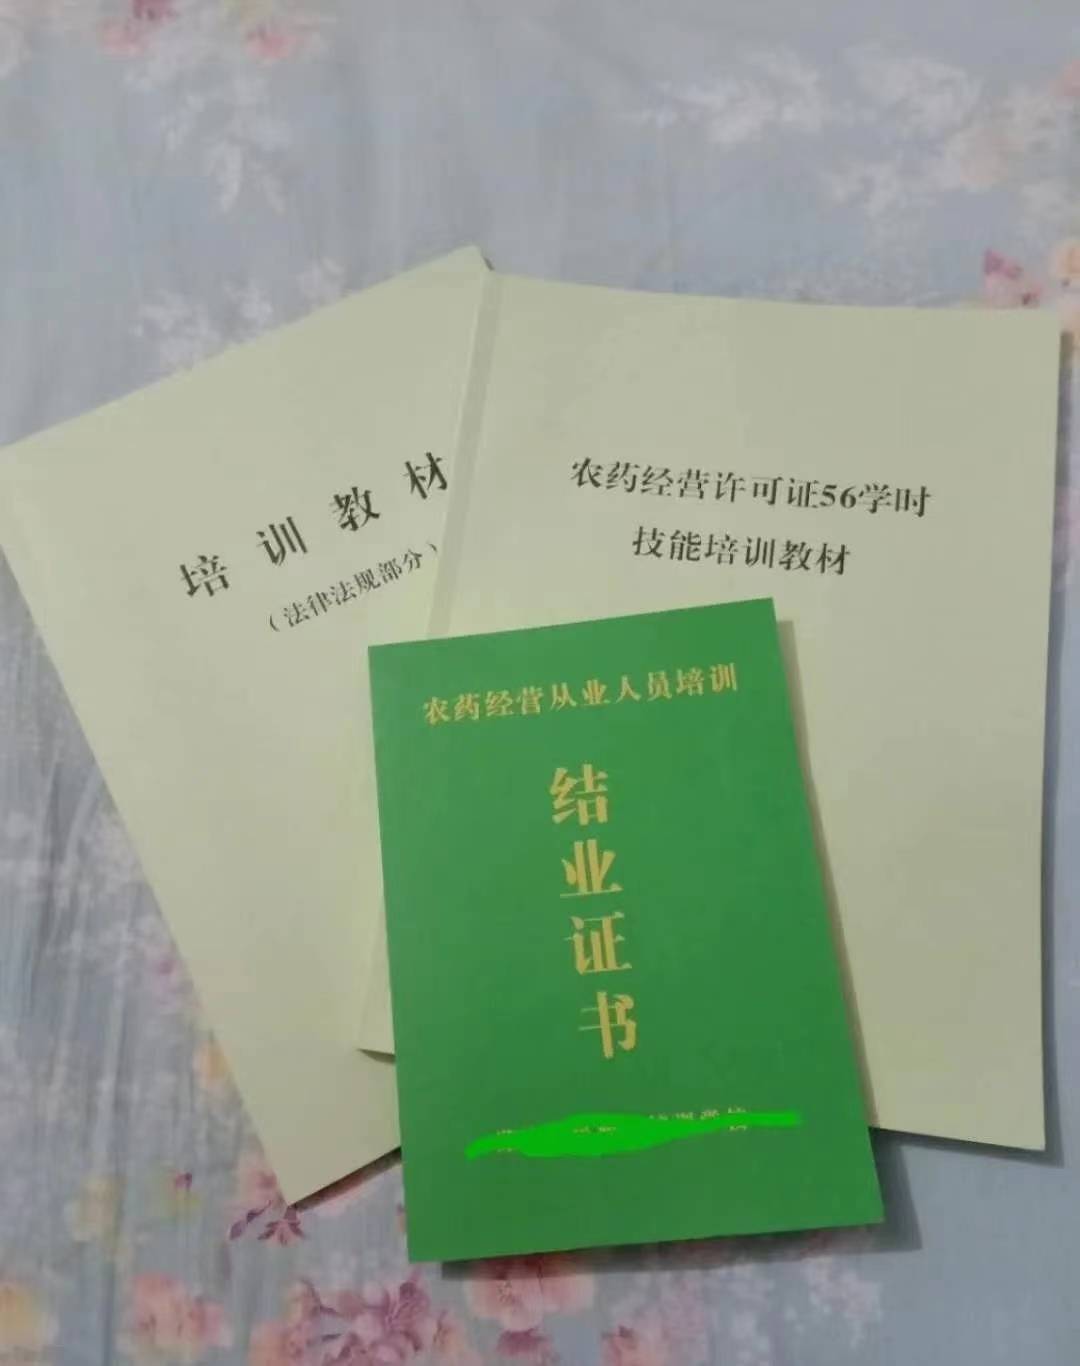 培训教材
（法律法规部分）
农药经营许可证56学时
技能培训教材
农药经营从业人员培训
结业证书